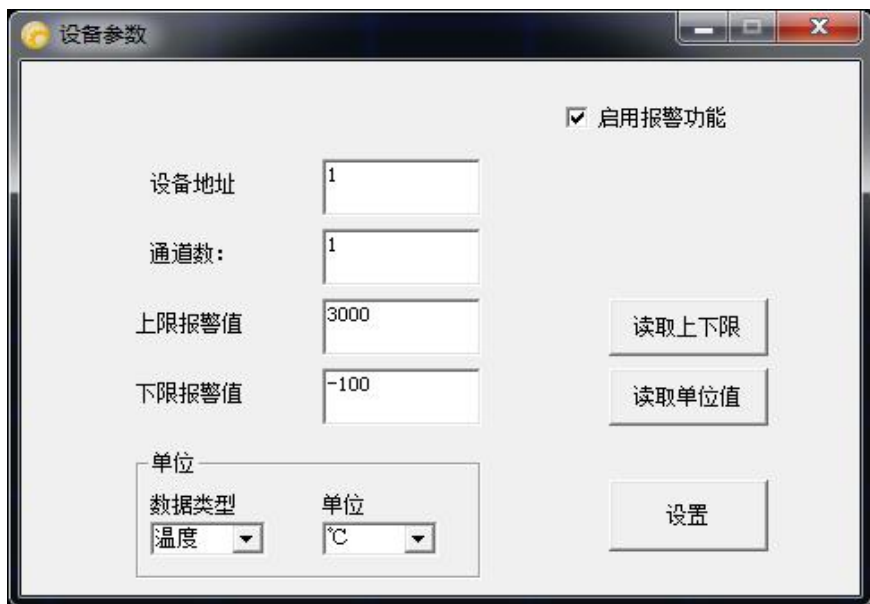 设备参数
启用报警功能
设备地址 1
通道数: 1
上限报警值 3000 读取上下限
下限报警值 -100 读取单位值
单位
数据类型 单位
温度 ℃ 设置